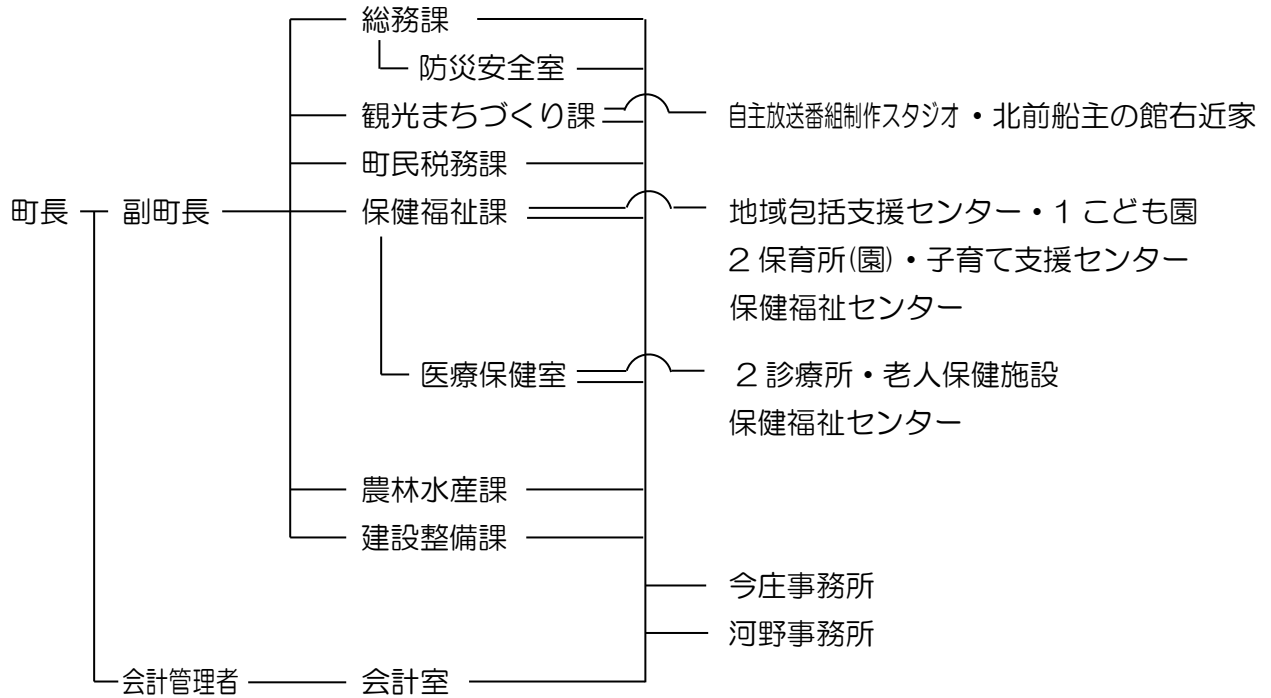 総務課
防災安全室
観光まちづくり課 自主放送番組制作スタジオ・北前船主の館右近家
町民税務課
町長 副町長 保健福祉課 地域包括支援センター・1こども園
2保育所(園)・子育て支援センター
保健福祉センター
医療保健室 2診療所・老人保健施設
保健福祉センター
農林水産課
建設整備課
今庄事務所
河野事務所
会計管理者 会計室